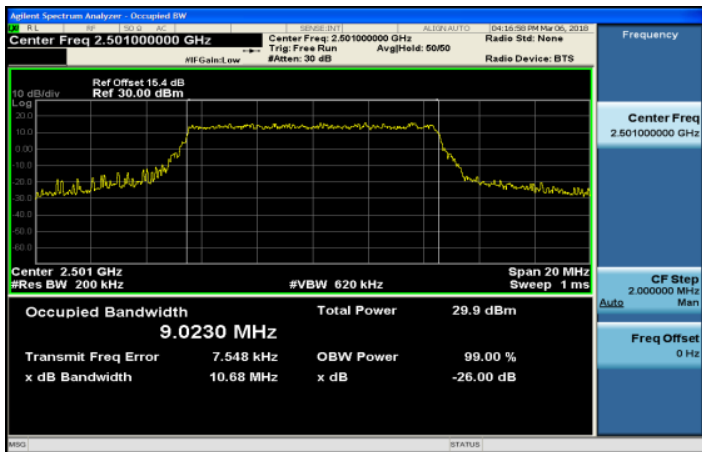 Agilent Spectrum Analyzer - Occupied BW
RL RF 50 Ω AC SENSE:INT ALIGN AUTO 04:16:58 PM Mar 06, 2018
Center Freq 2.501000000 GHz
Center Freq: 2.501000000 GHz
Radio Std: None
Trig: Free Run Avg|Hold: 50/50
#IFGain:Low #Atten: 30 dB Radio Device: BTS
Ref Offset 15.4 dB
10 dB/div Ref 30.00 dBm
Log
20.0
10.0
0.00
-10.0
-20.0
-30.0
-40.0
-50.0
-60.0
Center 2.501 GHz Span 20 MHz
#Res BW 200 kHz #VBW 620 kHz Sweep 1 ms
Occupied Bandwidth Total Power 29.9 dBm
9.0230 MHz
Transmit Freq Error 7.548 kHz OBW Power 99.00 %
x dB Bandwidth 10.68 MHz x dB -26.00 dB
MSG STATUS
Frequency
Center Freq
2.501000000 GHz
CF Step
2.000000 MHz
Auto Man
Freq Offset
0 Hz